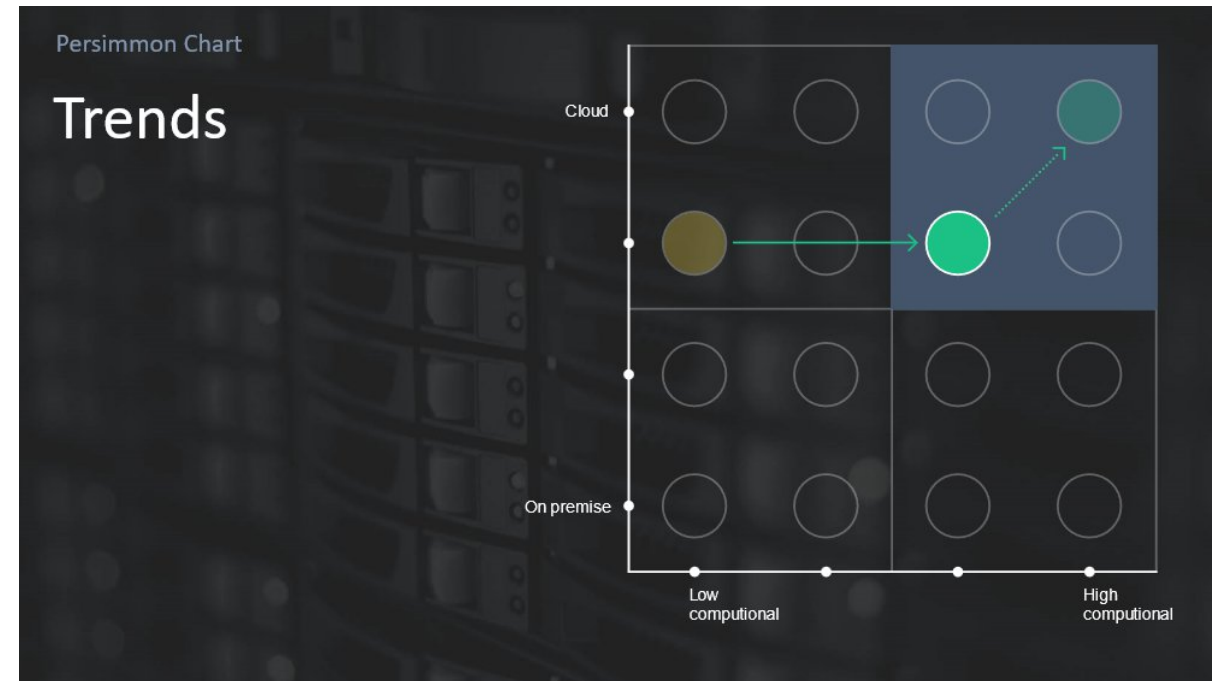 Persimmon Chart
Trends
Cloud
On premise
Low
computional
High
computional